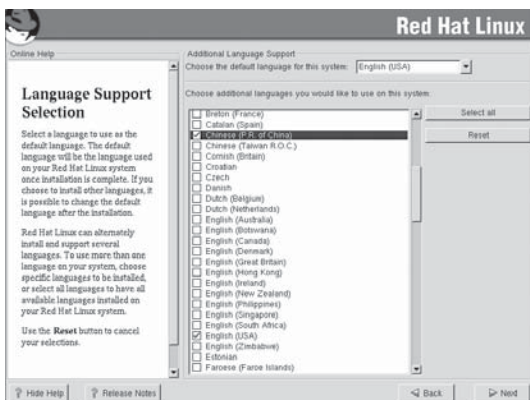 Red Hat Linux
Online Help
Language Support
Selection
Select a language to use as the
default language. The default
language will be the language used
on your Red Hat Linux system
once installation is complete. If you
choose to install other languages, it
is possible to change the default
language after the installation.
Red Hat Linux can alternately
install and support several
languages. To use more than one
language on your system, choose
specific languages to be installed,
or select all languages to have all
available languages installed on
your Red Hat Linux system.
Use the Reset button to cancel
your selections.
Additional Language Support
Choose the default language for this system: English (USA)
Choose additional languages you would like to use on this system:
Breton (France)
Catalan (Spain)
Chinese (P.R. of China)
Chinese (Taiwan R.O.C.)
Cornish (Britain)
Croatian
Czech
Danish
Dutch (Belgium)
Dutch (Netherlands)
English (Australia)
English (Botswana)
English (Canada)
English (Denmark)
English (Great Britain)
English (Hong Kong)
English (Ireland)
English (New Zealand)
English (Philippines)
English (Singapore)
English (South Africa)
English (USA)
English (Zimbabwe)
Estonian
Faroese (Faroe Islands)
Select all
Reset
Hide Help
Release Notes
Back
Next